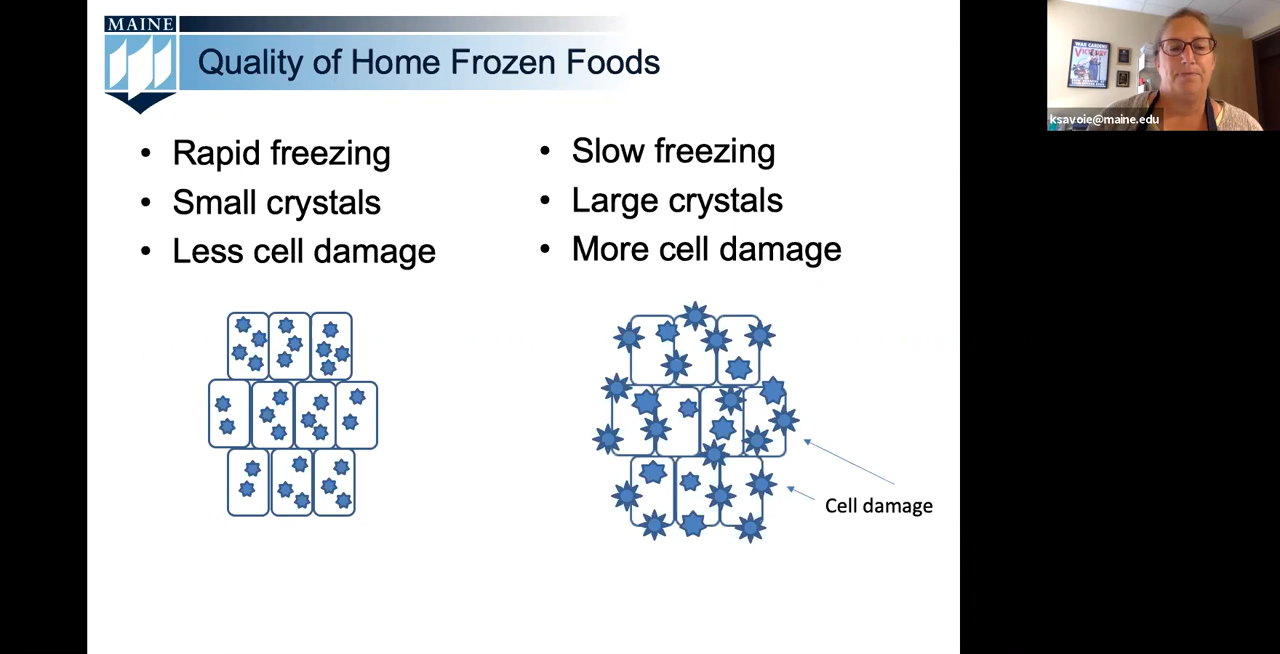 MAINE
Quality of Home Frozen Foods
• Rapid freezing
• Small crystals
• Less cell damage
• Slow freezing
• Large crystals
• More cell damage
Cell damage
VICTORY
ksavoie@maine.edu